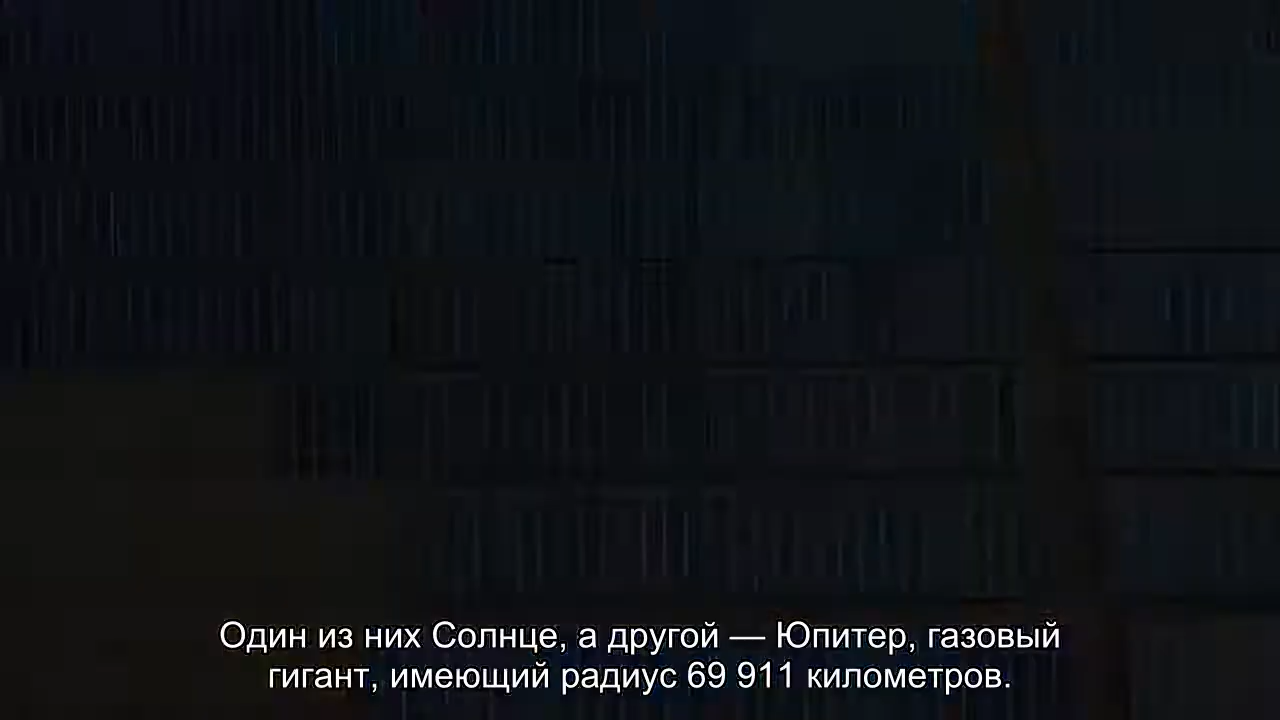 Один из них Солнце, а другой — Юпитер, газовый
гигант, имеющий радиус 69 911 километров.